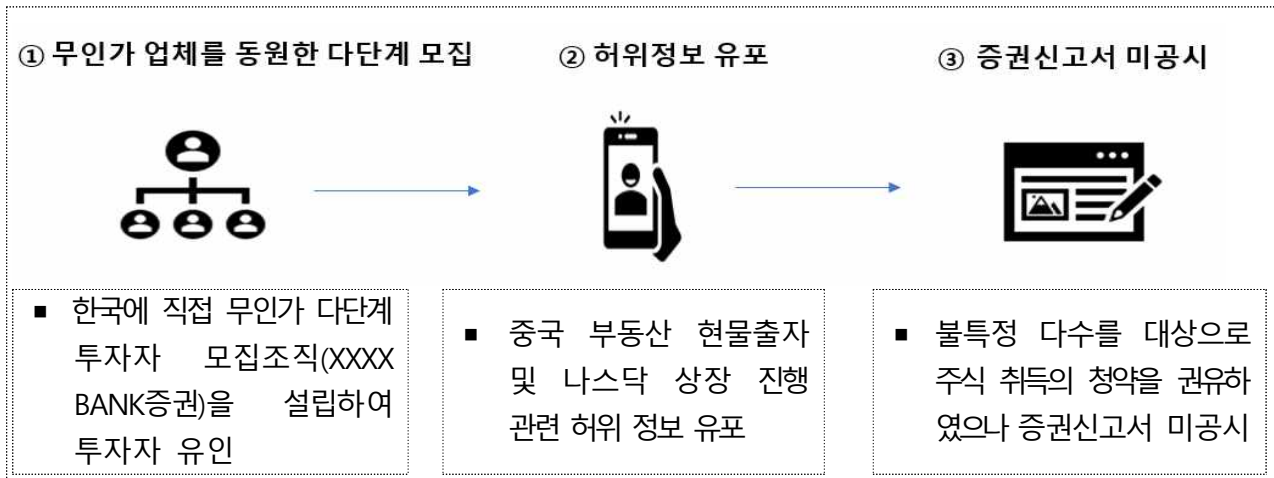 ① 무인가 업체를 동원한 다단계 모집
② 허위정보 유포
③ 증권신고서 미공시
▪ 한국에 직접 무인가 다단계
투자자 모집조직(XXXX
BANK증권)을 설립하여
투자자 유인
▪ 중국 부동산 현물출자
및 나스닥 상장 진행
관련 허위 정보 유포
▪ 불특정 다수를 대상으로
주식 취득의 청약을 권유하
였으나 증권신고서 미공시